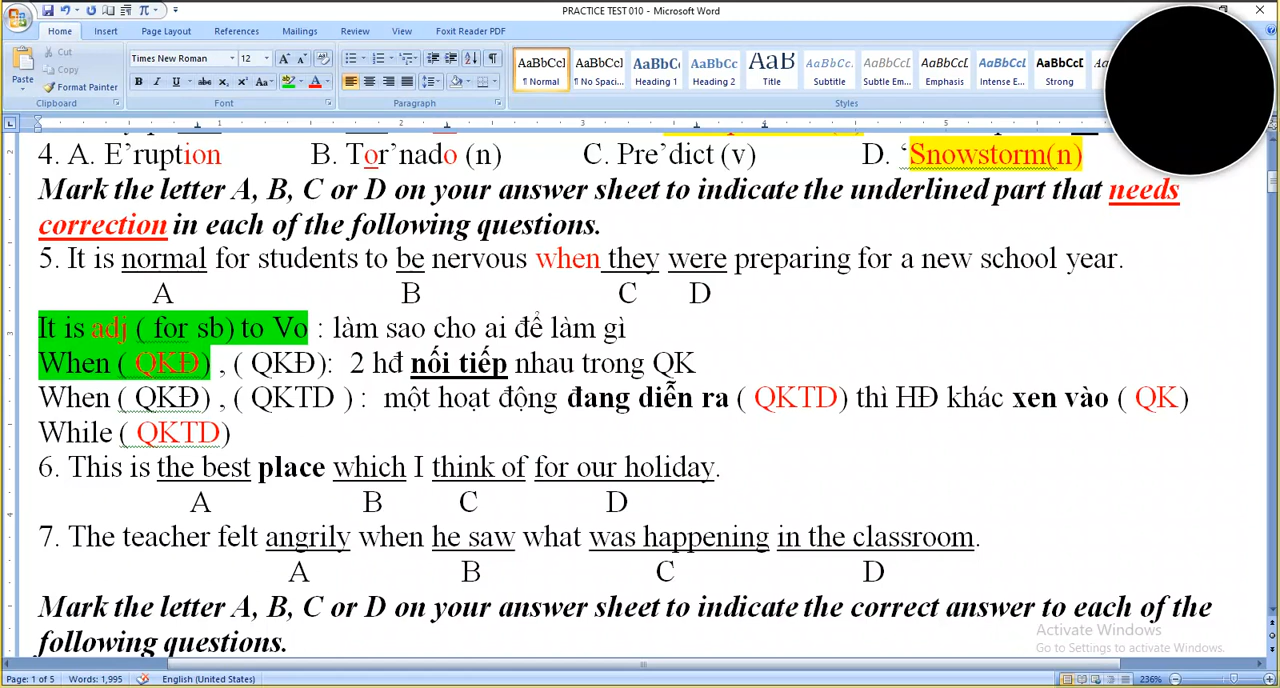 PRACTICE TEST 010 - Microsoft Word
Home Insert Page Layout References Mailings Review View Foxit Reader PDF
Cut
Copy
Format Painter
Paste
Times New Roman 12
AaBbCcI AaBbCcI AaBbC AaBbCc AaB AaBbCc. AaBbCcI AaBbCcI AaBbCcI AaBbCcI
¶ Normal ¶ No Spaci... Heading 1 Heading 2 Title Subtitle Subtle Em... Emphasis Intense E... Strong
Clipboard Font Paragraph Styles
4. A. E’ruption B. Tor’nado (n) C. Pre’dict (v) D. ‘Snowstorm(n)
Mark the letter A, B, C or D on your answer sheet to indicate the underlined part that needs
correction in each of the following questions.
5. It is normal for students to be nervous when they were preparing for a new school year.
A B C D
It is adj ( for sb) to Vo : làm sao cho ai để làm gì
When ( QKĐ) , ( QKĐ): 2 hđ nối tiếp nhau trong QK
When ( QKĐ) , ( QKTD ) : một hoạt động đang diễn ra ( QKTD) thì HĐ khác xen vào ( QK)
While ( QKTD)
6. This is the best place which I think of for our holiday.
A B C D
7. The teacher felt angrily when he saw what was happening in the classroom.
A B C D
Mark the letter A, B, C or D on your answer sheet to indicate the correct answer to each of the
following questions.
Activate Windows
Go to Settings to activate Windows.
Page: 1 of 5 Words: 1,995 English (United States) 236%